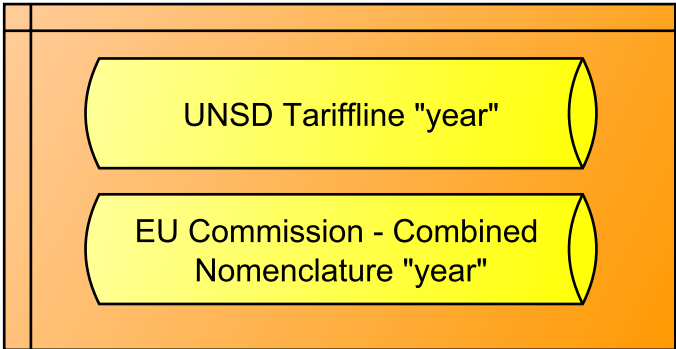 UNSD Tariffline "year"
EU Commission - Combined
Nomenclature "year"